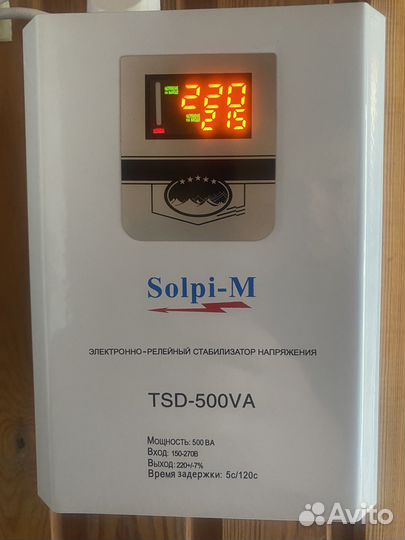 220
215
Solpi-M
ЭЛЕКТРОННО-РЕЛЕЙНЫЙ СТАБИЛИЗАТОР НАПРЯЖЕНИЯ
TSD-500VA
Мощность: 500 ВА
Вход: 150-270В
Выход: 220+/-7%
Время задержки: 5с/120с
Avito